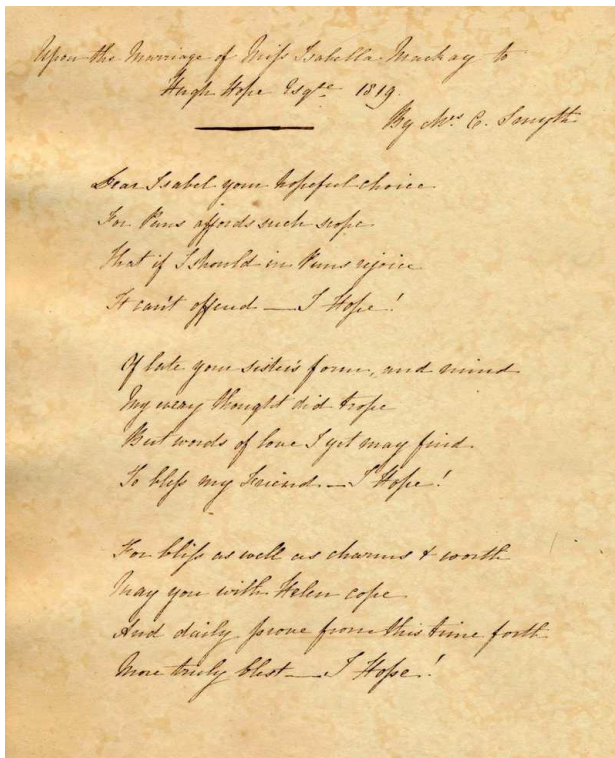 Upon the Marriage of Miss Isabella Mackay to
Hugh Hope Esqre 1819.
By Mrs C. Smyth
Dear Isabel your hopeful choice
For Puns affords such scope
That if I should in Puns rejoice
It can't offend — I Hope!
Of late your sister's form, and mind
My every thought did trope
But words of love I yet may find
To bless my Friend — I Hope!
For bliss as well as charms & worth
May you with Helen cope
And daily prove from this time forth
More truly blest — I Hope!